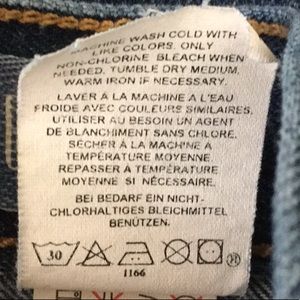 MACHINE WASH COLD WITH
LIKE COLORS. ONLY
NON-CHLORINE BLEACH WHEN
NEEDED. TUMBLE DRY MEDIUM.
WARM IRON IF NEEDED.
LAVER À LA MACHINE A L'EAU
FROIDE AVEC COULEURS SIMILAIRES.
UTILISER AU BESOIN UN AGENT
DE BLANCHIMENT SANS CHLORE.
SÉCHER À LA MACHINE À
TEMPÉRATURE MOYENNE.
REPASSER À TEMPÉRATURE
MOYENNE SI NÉCESSAIRE.
BEI BEDARF EIN NICHT-
CHLORHALTIGES BLEICHMITTEL
BENÜTZEN.
30 ®
1166